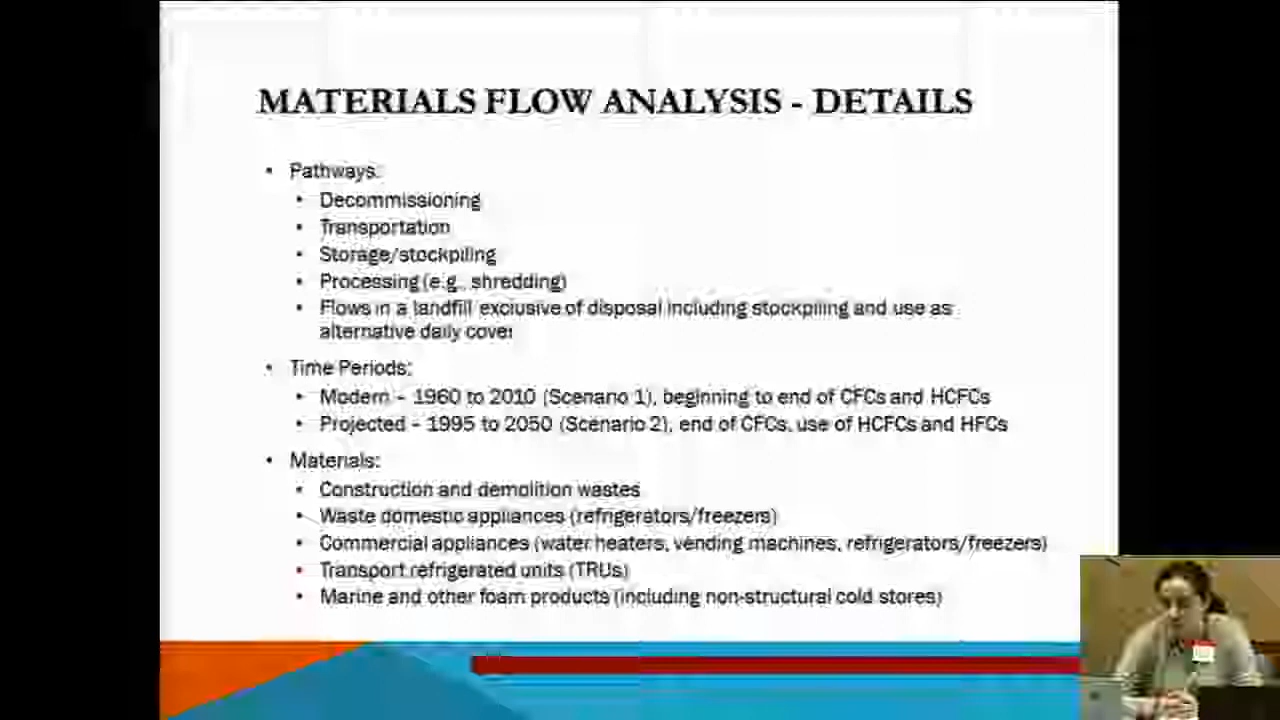 MATERIALS FLOW ANALYSIS - DETAILS
• Pathways:
• Decommissioning
• Transportation
• Storage/stockpiling
• Processing (e.g., shredding)
• Flows in a landfill exclusive of disposal including stockpiling and use as
alternative daily cover
• Time Periods:
• Modern – 1960 to 2010 (Scenario 1), beginning to end of CFCs and HCFCs
• Projected – 1995 to 2050 (Scenario 2), end of CFCs, use of HCFCs and HFCs
• Materials:
• Construction and demolition wastes
• Waste domestic appliances (refrigerators/freezers)
• Commercial appliances (water heaters, vending machines, refrigerators/freezers)
• Transport refrigerated units (TRUs)
• Marine and other foam products (including non-structural cold stores)